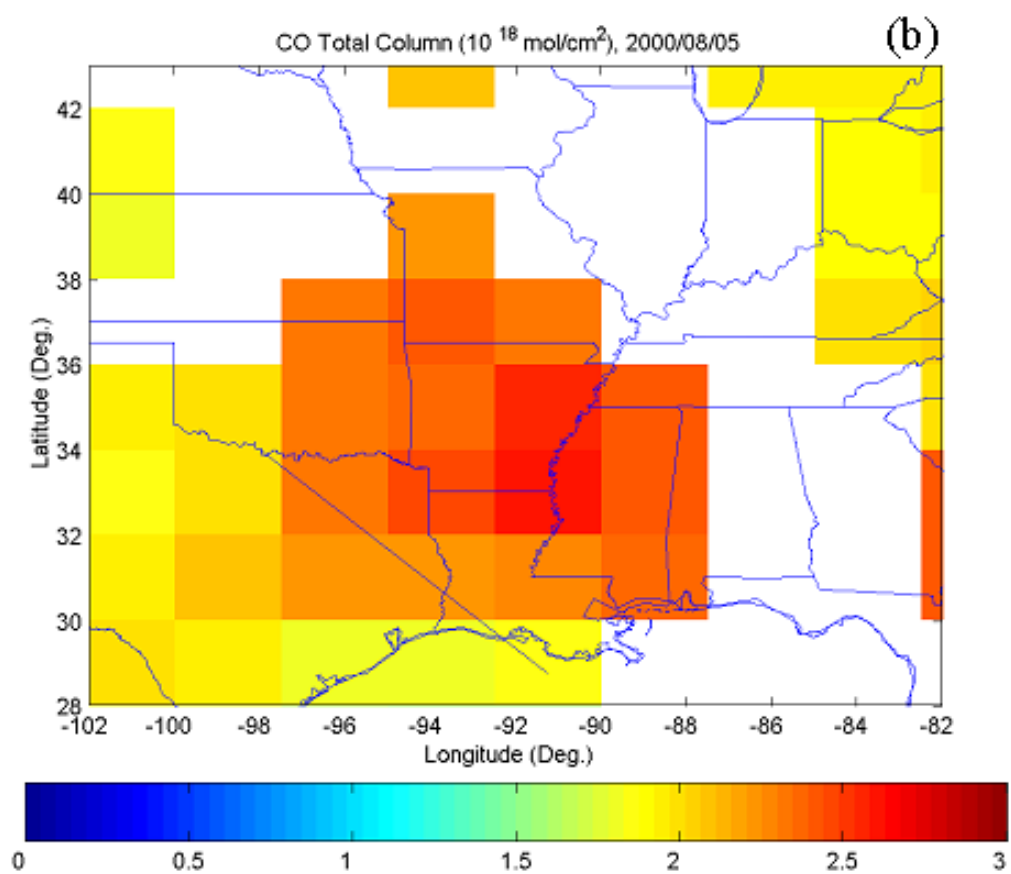 CO Total Column (10 18 mol/cm2), 2000/08/05
(b)
42
40
38
36
34
32
30
28
Latitude (Deg.)
-102 -100 -98 -96 -94 -92 -90 -88 -86 -84 -82
Longitude (Deg.)
0 0.5 1 1.5 2 2.5 3